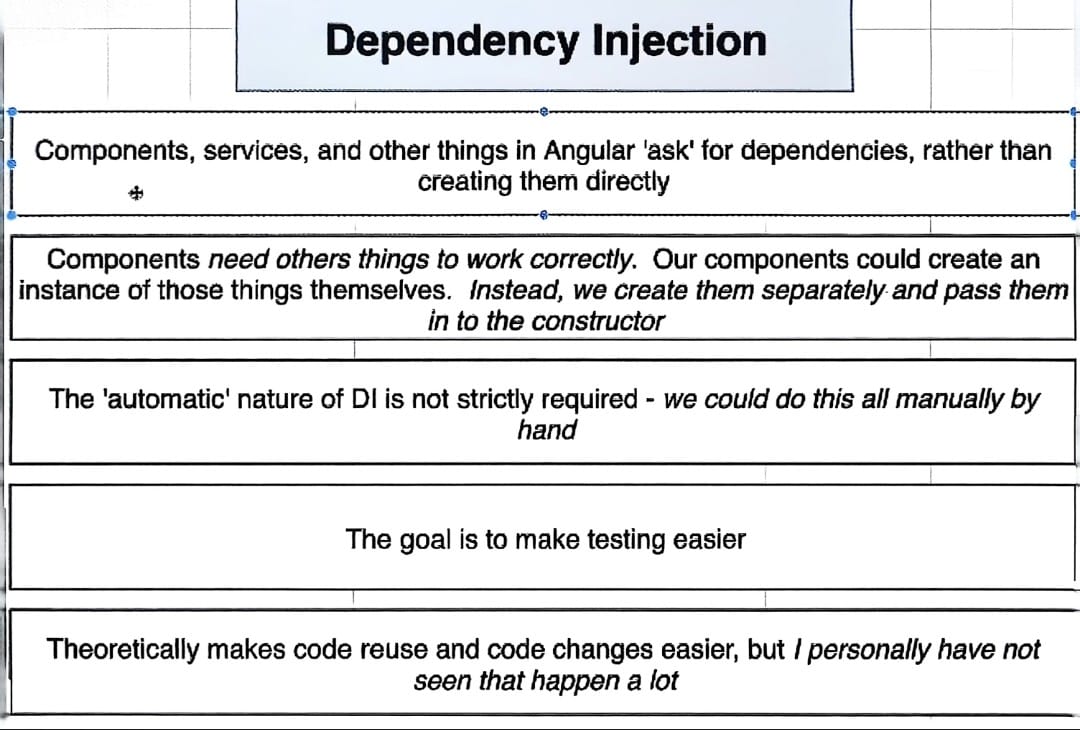 Dependency Injection
Components, services, and other things in Angular 'ask' for dependencies, rather than
creating them directly
Components need others things to work correctly.  Our components could create an
instance of those things themselves.  Instead, we create them separately and pass them
in to the constructor
The 'automatic' nature of DI is not strictly required - we could do this all manually by
hand
The goal is to make testing easier
Theoretically makes code reuse and code changes easier, but I personally have not
seen that happen a lot